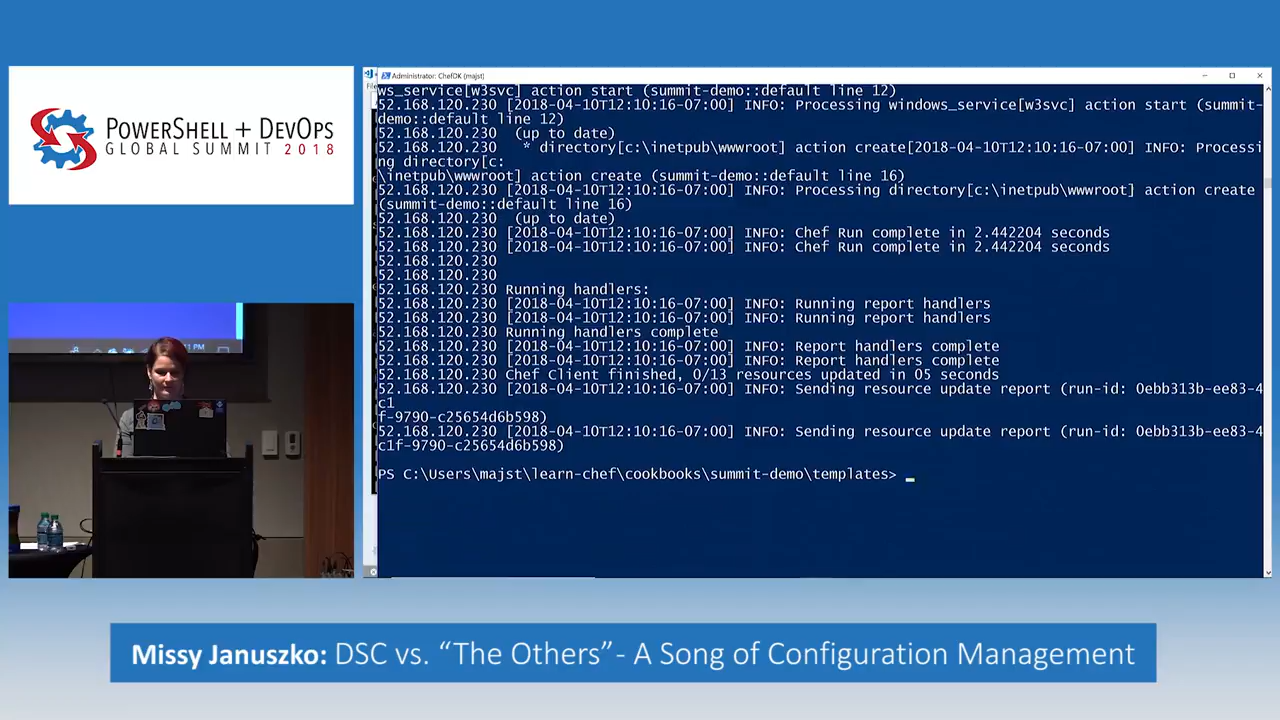 POWERSHELL + DEVOPS
GLOBAL SUMMIT 2018
Administrator: ChefDK (majst)
ws_service[w3svc] action start (summit-demo::default line 12)
52.168.120.230 [2018-04-10T12:10:16-07:00] INFO: Processing windows_service[w3svc] action start (summit-
demo::default line 12)
52.168.120.230  (up to date)
52.168.120.230   * directory[c:\inetpub\wwwroot] action create[2018-04-10T12:10:16-07:00] INFO: Processi
ng directory[c:
\inetpub\wwwroot] action create (summit-demo::default line 16)
52.168.120.230 [2018-04-10T12:10:16-07:00] INFO: Processing directory[c:\inetpub\wwwroot] action create
(summit-demo::default line 16)
52.168.120.230  (up to date)
52.168.120.230 [2018-04-10T12:10:16-07:00] INFO: Chef Run complete in 2.442204 seconds
52.168.120.230 [2018-04-10T12:10:16-07:00] INFO: Chef Run complete in 2.442204 seconds
52.168.120.230
52.168.120.230
52.168.120.230 Running handlers:
52.168.120.230 [2018-04-10T12:10:16-07:00] INFO: Running report handlers
52.168.120.230 [2018-04-10T12:10:16-07:00] INFO: Running report handlers
52.168.120.230 Running handlers complete
52.168.120.230 [2018-04-10T12:10:16-07:00] INFO: Report handlers complete
52.168.120.230 [2018-04-10T12:10:16-07:00] INFO: Report handlers complete
52.168.120.230 Chef Client finished, 0/13 resources updated in 05 seconds
52.168.120.230 [2018-04-10T12:10:16-07:00] INFO: Sending resource update report (run-id: 0ebb313b-ee83-4
c1
f-9790-c25654d6b598)
52.168.120.230 [2018-04-10T12:10:16-07:00] INFO: Sending resource update report (run-id: 0ebb313b-ee83-4
c1f-9790-c25654d6b598)
PS C:\Users\majst\learn-chef\cookbooks\summit-demo\templates>
Missy Januszko: DSC vs. “The Others”- A Song of Configuration Management